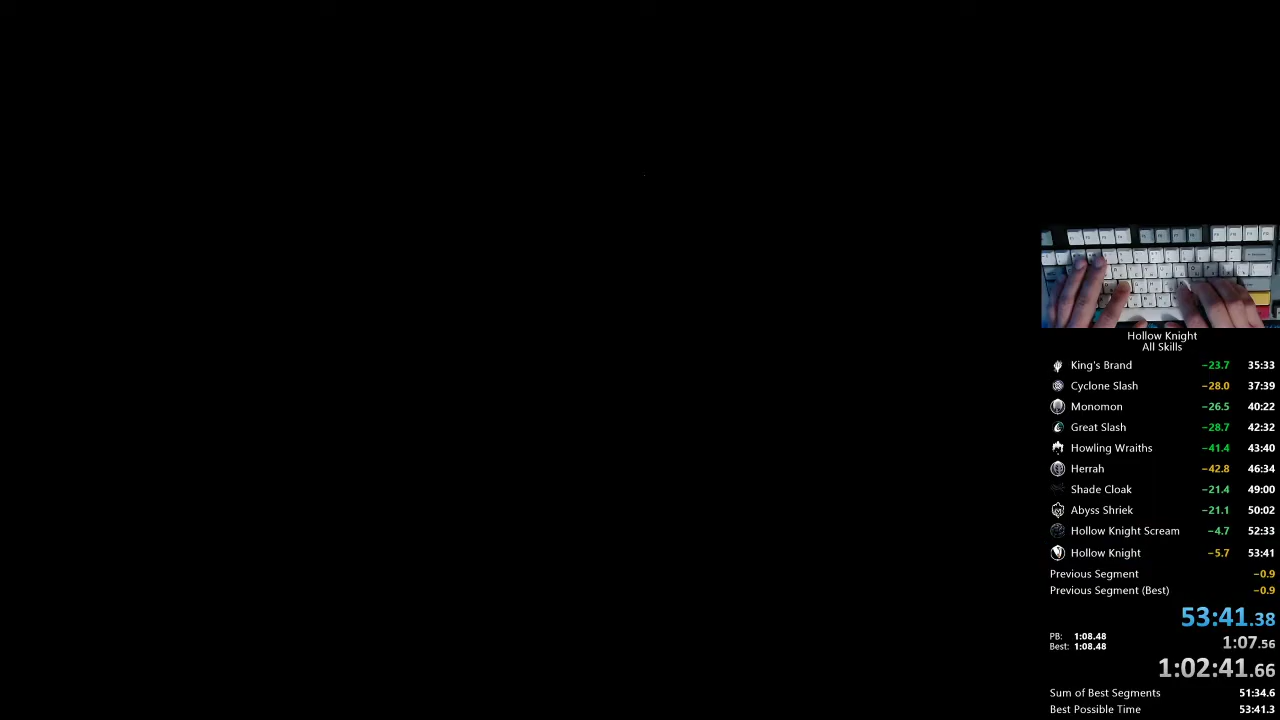 Hollow Knight
All Skills
King's Brand −23.7 35:33
Cyclone Slash −28.0 37:39
Monomon −26.5 40:22
Great Slash −28.7 42:32
Howling Wraiths −41.4 43:40
Herrah −42.8 46:34
Shade Cloak −21.4 49:00
Abyss Shriek −21.1 50:02
Hollow Knight Scream −4.7 52:33
Hollow Knight −5.7 53:41
Previous Segment −0.9
Previous Segment (Best) −0.9
53:41.38
PB: 1:08.48 1:07.56
Best: 1:08.48
1:02:41.66
Sum of Best Segments 51:34.6
Best Possible Time 53:41.3